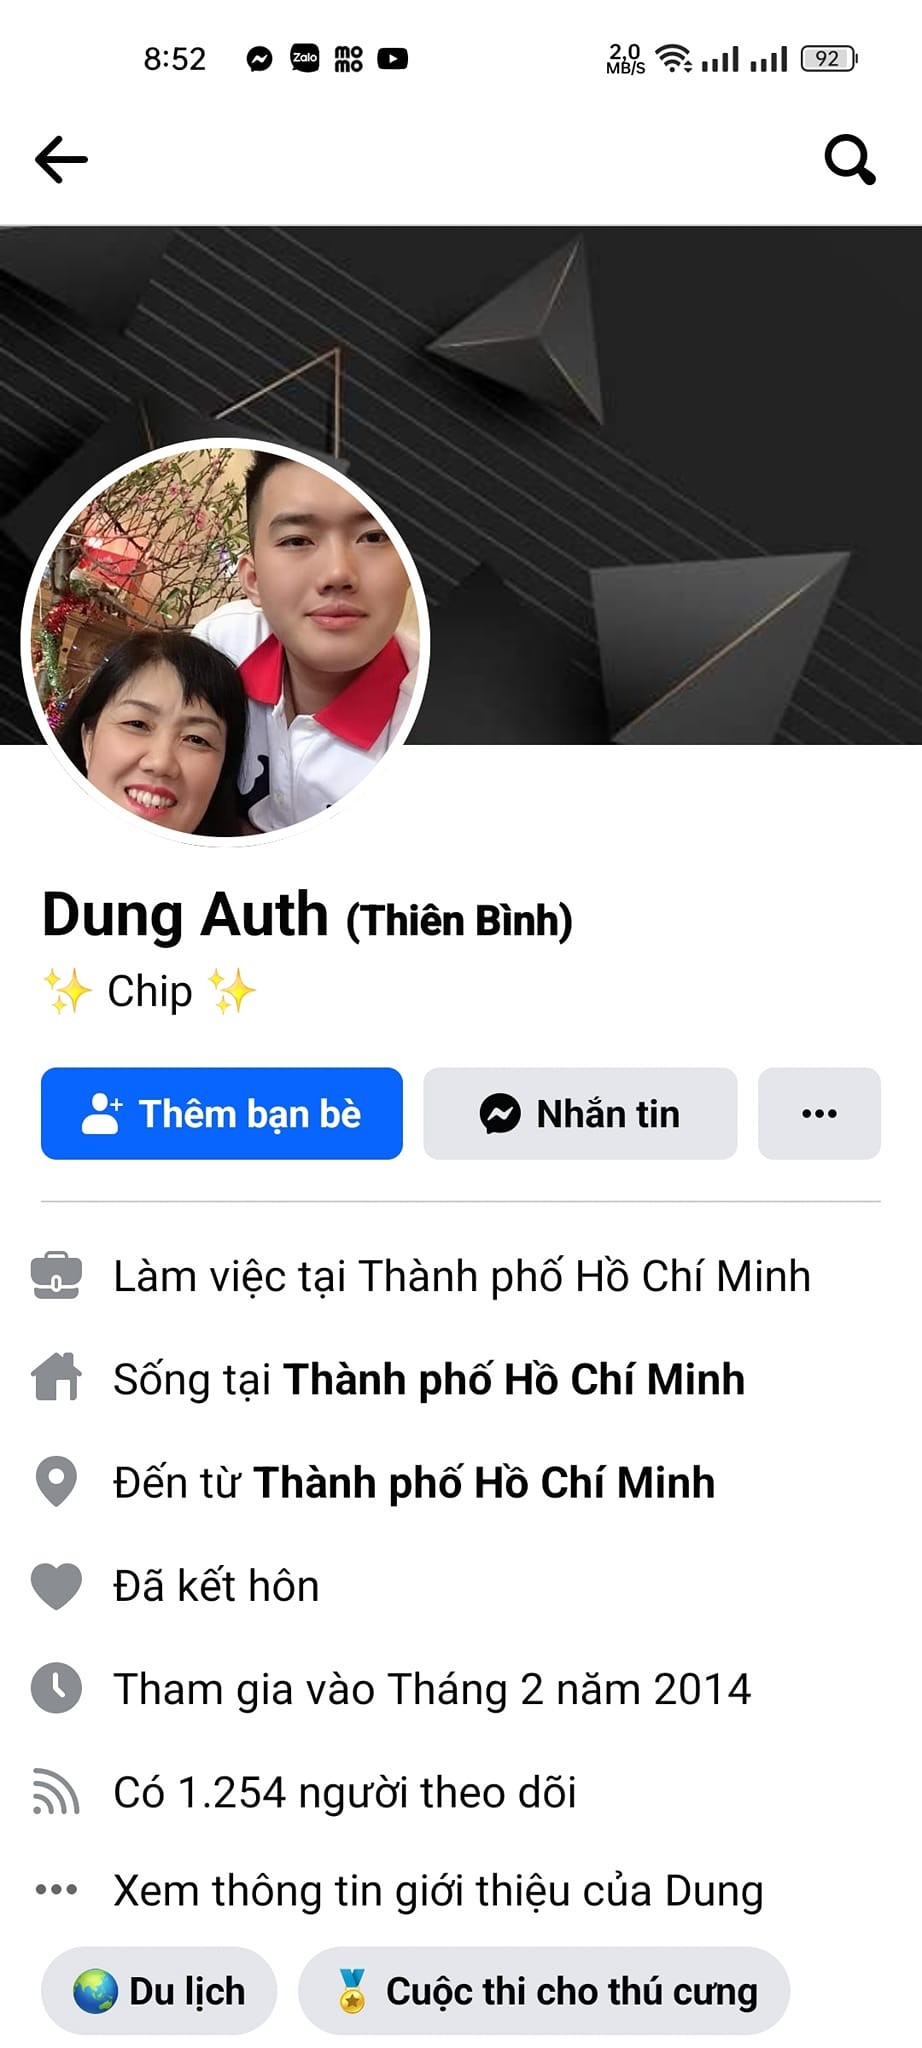 8:52 Zalo mo mo 2,0 MB/S 92
Dung Auth (Thiên Bình)
✨ Chip ✨
Thêm bạn bè
Nhắn tin
Làm việc tại Thành phố Hồ Chí Minh
Sống tại Thành phố Hồ Chí Minh
Đến từ Thành phố Hồ Chí Minh
Đã kết hôn
Tham gia vào Tháng 2 năm 2014
Có 1.254 người theo dõi
Xem thông tin giới thiệu của Dung
Du lịch
Cuộc thi cho thú cưng